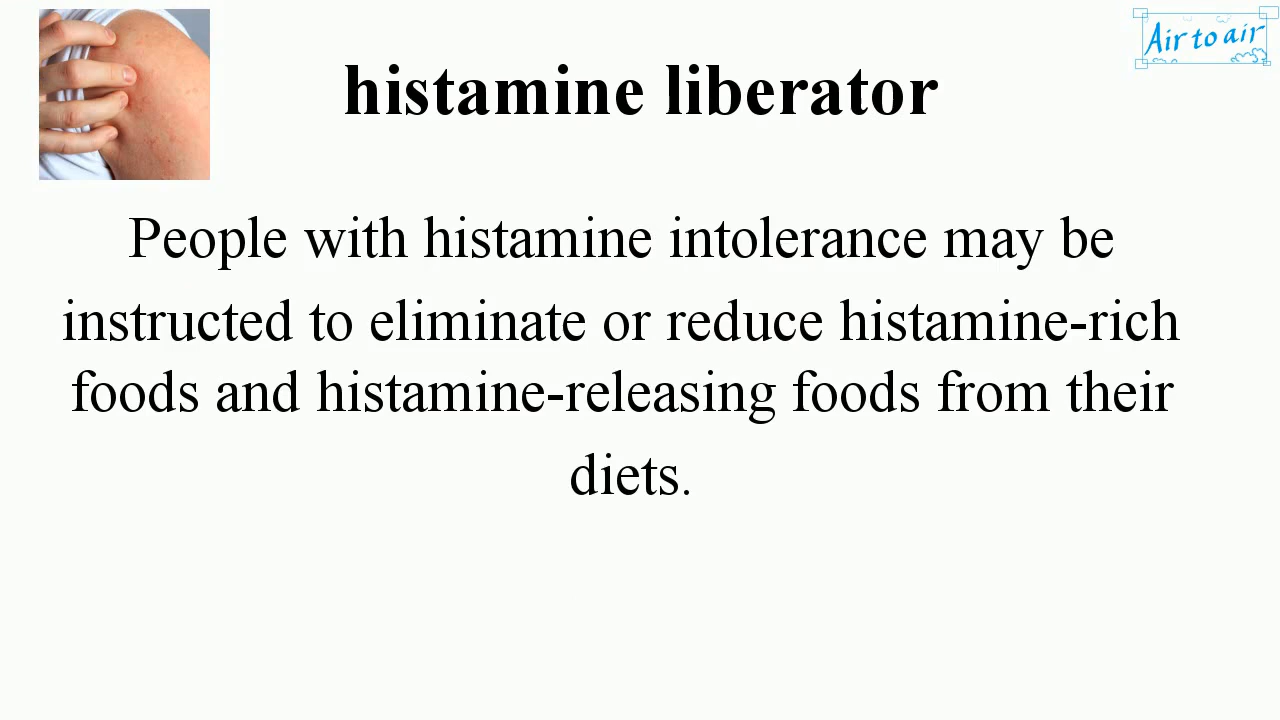 Air to air
histamine liberator
People with histamine intolerance may be
instructed to eliminate or reduce histamine-rich
foods and histamine-releasing foods from their
diets.